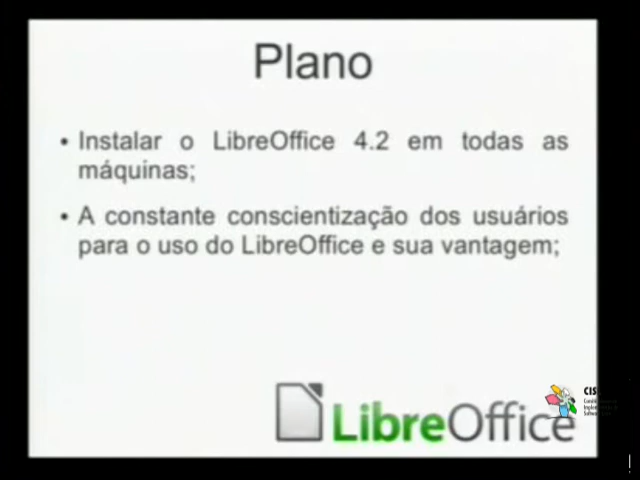 Plano
• Instalar o LibreOffice 4.2 em todas as
máquinas;
• A constante conscientização dos usuários
para o uso do LibreOffice e sua vantagem;
LibreOffice
CIS